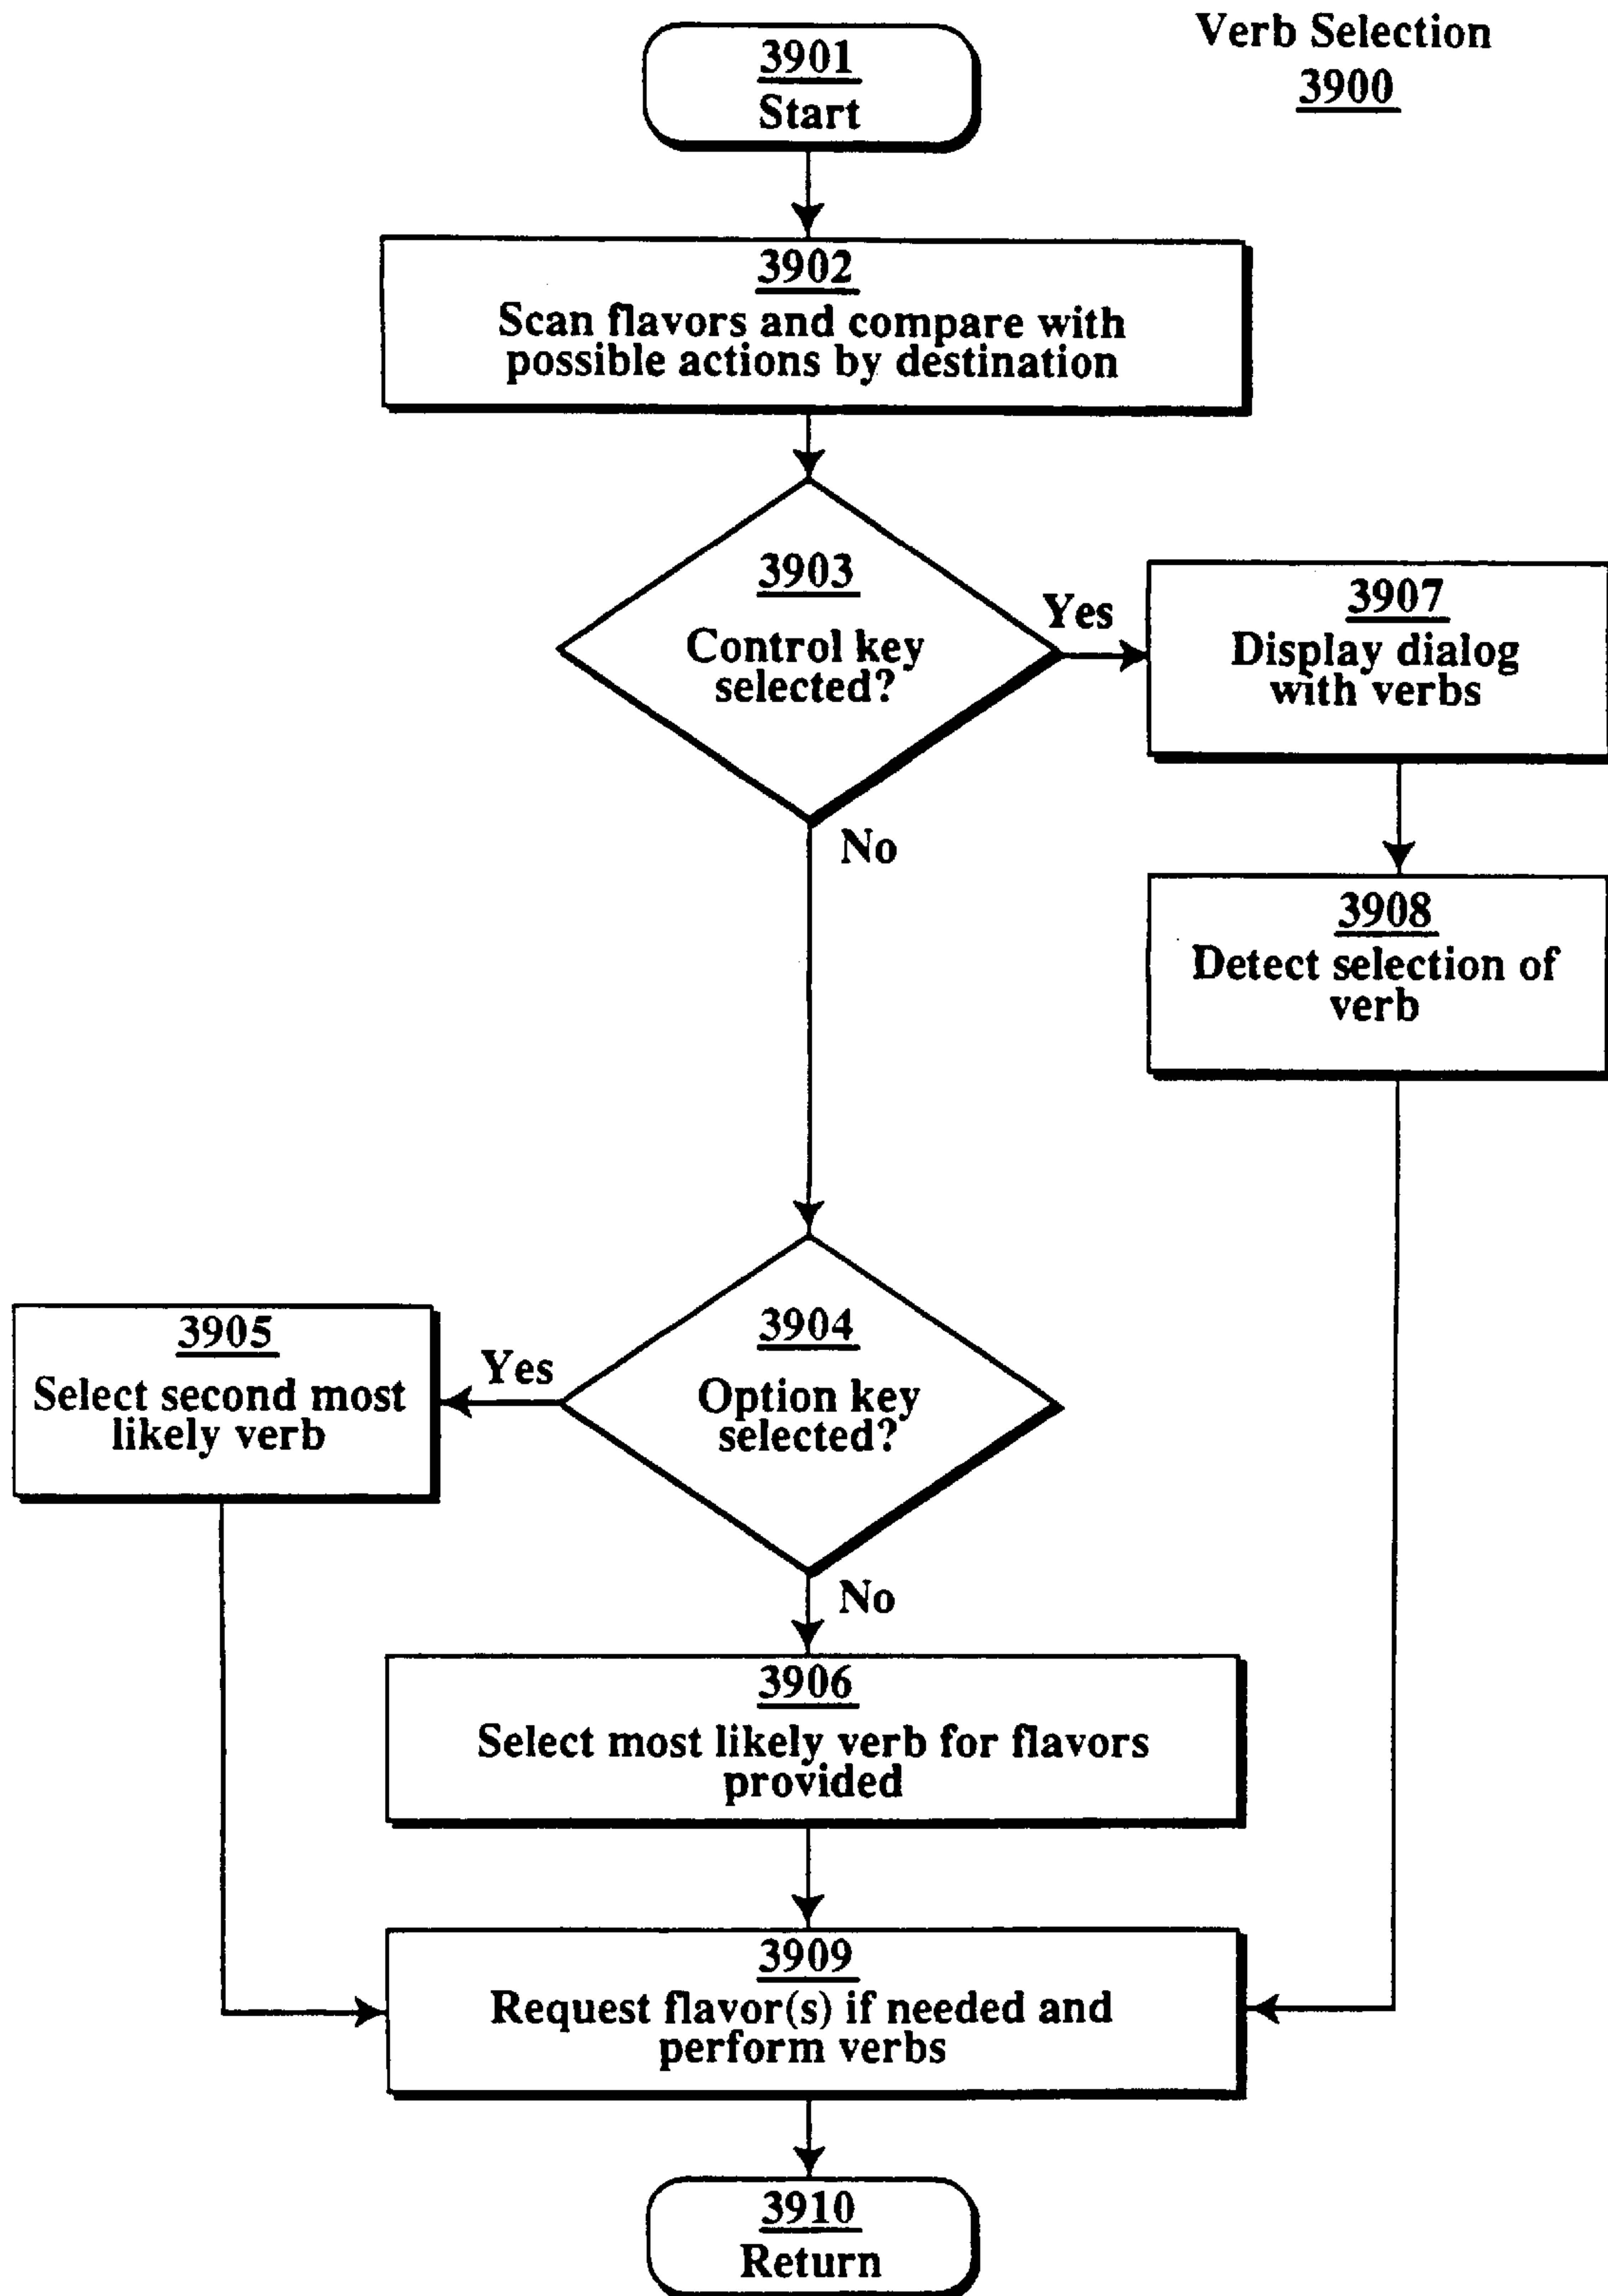 Verb Selection
3900
3901
Start
3902
Scan flavors and compare with
possible actions by destination
3903
Control key
selected?
Yes
No
3907
Display dialog
with verbs
3908
Detect selection of
verb
3904
Option key
selected?
Yes
No
3905
Select second most
likely verb
3906
Select most likely verb for flavors
provided
3909
Request flavor(s) if needed and
perform verbs
3910
Return